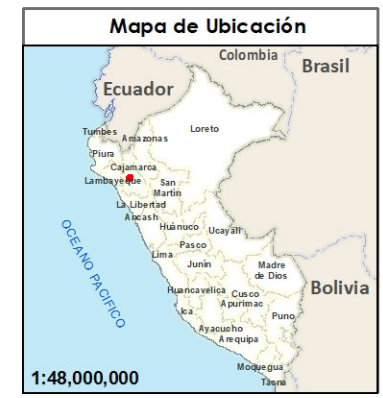 Mapa de Ubicación
Colombia
Brasil
Ecuador
Tumbes
Amazonas
Loreto
Piura
Cajamarca
Lambayeque
San
Martín
La Libertad
Ancash
Huánuco
Ucayali
Pasco
Lima
Junin
Madre
de Dios
Huancavelica
Cusco
Apurimac
Bolivia
Ica
Puno
Ayacucho
Arequipa
OCEANO PACIFICO
Moquegua
Tacna
1:48,000,000